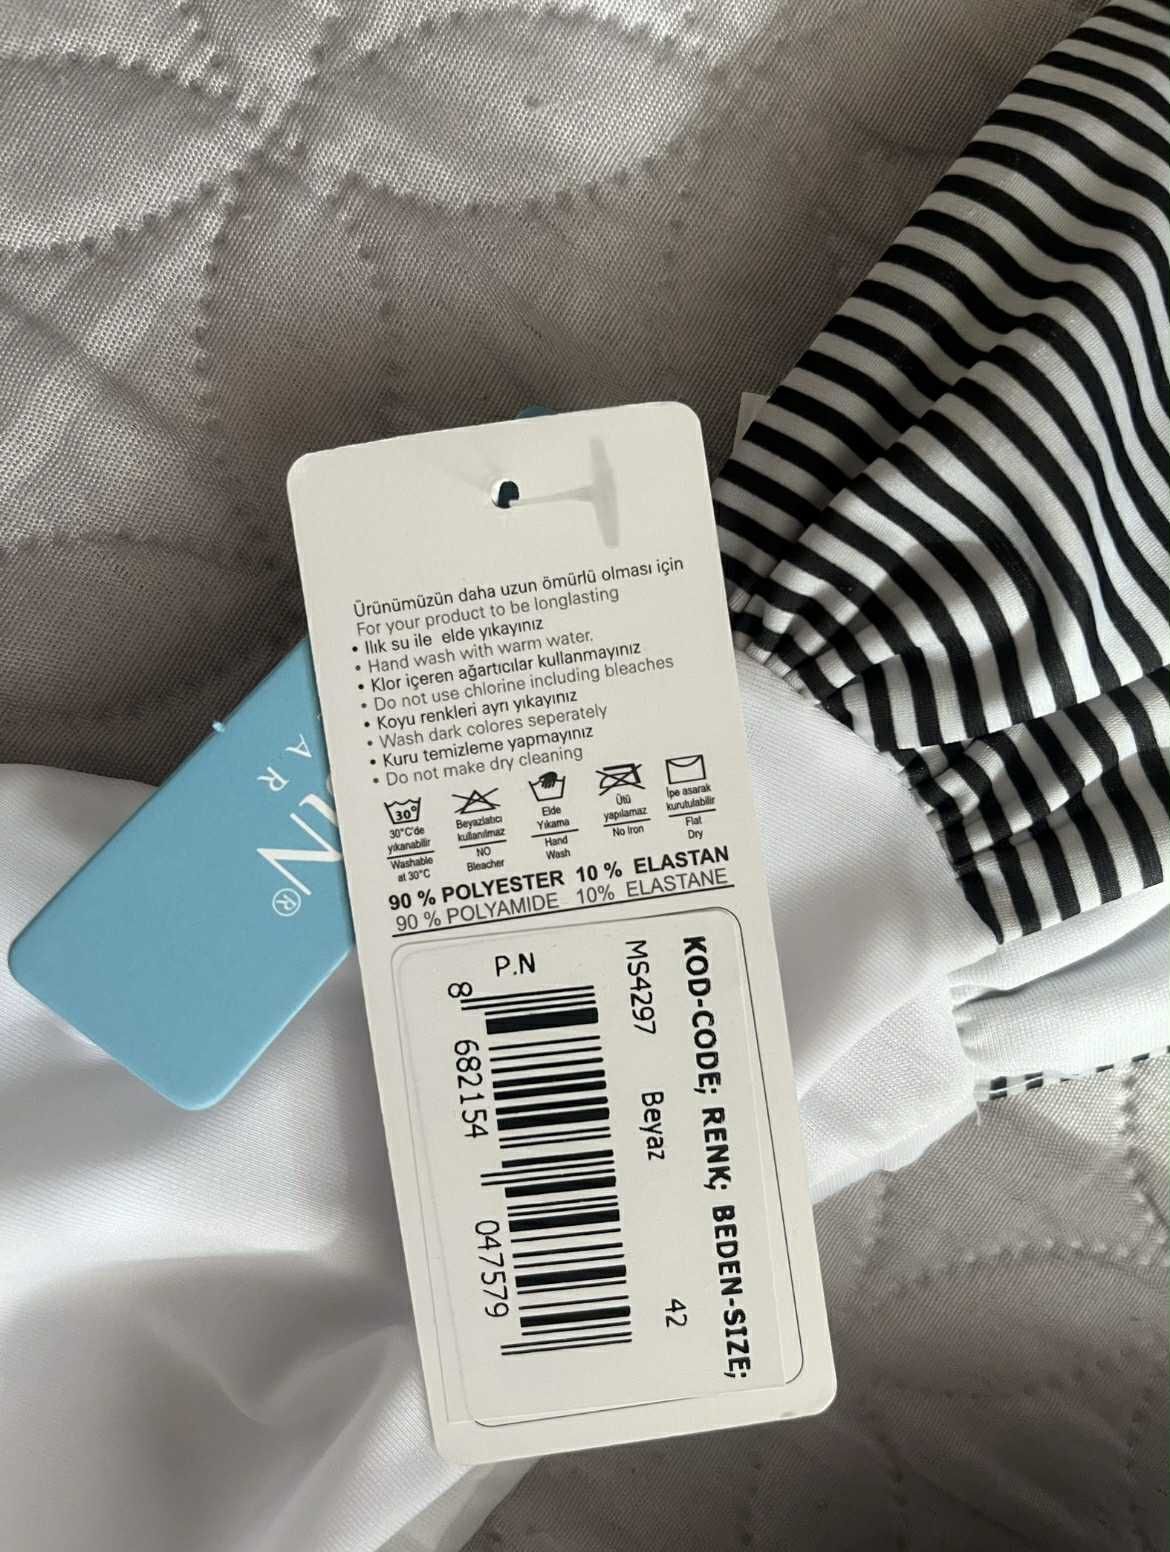 Ürünümüzün daha uzun ömürlü olması için
For your product to be longlasting
• Ilık su ile elde yıkayınız
• Hand wash with warm water.
• Klor içeren ağartıcılar kullanmayınız
• Do not use chlorine including bleaches
• Koyu renkleri ayrı yıkayınız
• Wash dark colores seperately
• Kuru temizleme yapmayınız
• Do not make dry cleaning
30°
30°C'de
yıkanabilir
Washable
at 30°C
Beyazlatıcı
kullanılmaz
NO
Bleacher
Elde
Yıkama
Hand
Wash
Ütü
yapılamaz
No Iron
İpe asarak
kurutulabilir
Flat
Dry
90 % POLYESTER 10 % ELASTAN
90 % POLYAMIDE 10% ELASTANE
KOD-CODE; RENK; BEDEN-SIZE;
MS4297 Beyaz 42
P.N
8 682154 047579
®